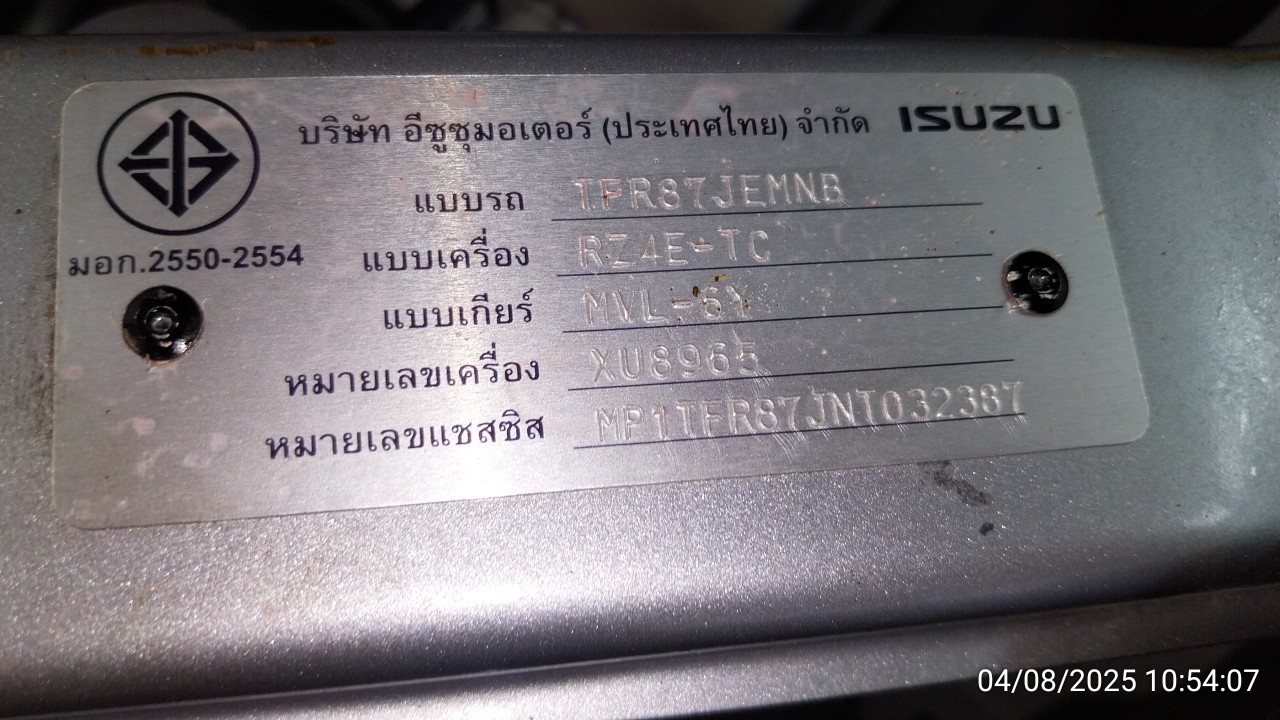 บริษัท อีซูซุมอเตอร์ (ประเทศไทย) จำกัด ISUZU
แบบรถ TFR87JEMNB
มอก.2550-2554
แบบเครื่อง RZ4E-TC
แบบเกียร์ MVL-6Y
หมายเลขเครื่อง XU8965
หมายเลขแชสซิส MP1TFR87JNT032387
04/08/2025 10:54:07